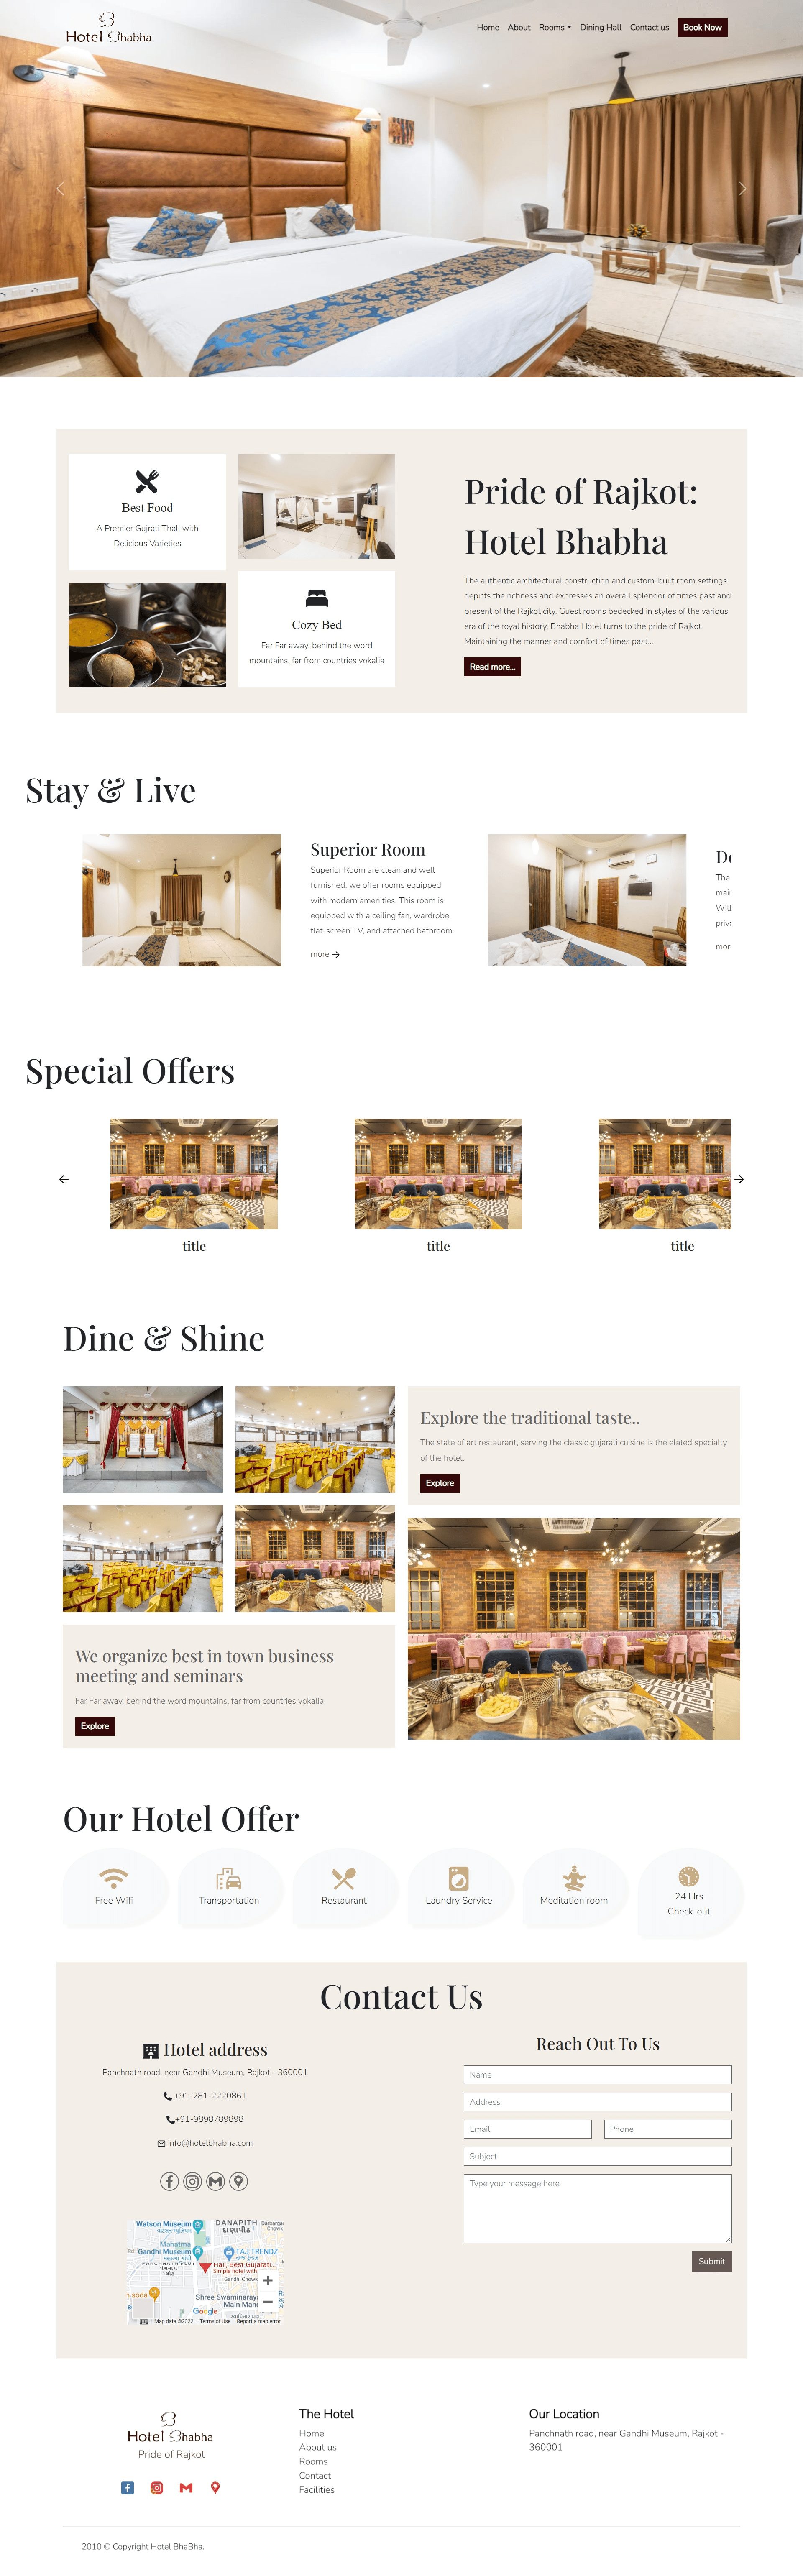 Hotel Bhabha
Home About Rooms Dining Hall Contact us Book Now
Best Food
A Premier Gujrati Thali with
Delicious Varieties
Cozy Bed
Far Far away, behind the word
mountains, far from countries vokalia
Pride of Rajkot:
Hotel Bhabha
The authentic architectural construction and custom-built room settings
depicts the richness and expresses an overall splendor of times past and
present of the Rajkot city. Guest rooms bedecked in styles of the various
era of the royal history, Bhabha Hotel turns to the pride of Rajkot
Maintaining the manner and comfort of times past...
Read more...
Stay & Live
Superior Room
Superior Room are clean and well
furnished. we offer rooms equipped
with modern amenities. This room is
equipped with a ceiling fan, wardrobe,
flat-screen TV, and attached bathroom.
more
The
Special Offers
title
title
title
Dine & Shine
Explore the traditional taste..
The state of art restaurant, serving the classic gujarati cuisine is the elated specialty
of the hotel.
Explore
We organize best in town business
meeting and seminars
Far Far away, behind the word mountains, far from countries vokalia
Explore
Our Hotel Offer
Free Wifi
Transportation
Restaurant
Laundry Service
Meditation room
24 Hrs
Check-out
Contact Us
Hotel address
Panchnath road, near Gandhi Museum, Rajkot - 360001
+91-281-2220861
+91-9898789898
info@hotelbhabha.com
Watson Museum
DANAPITH
દાણાપીઠ
Darbargar
Chowk
Mahatma
Gandhi Museum
TAJ TRENDZ
Hall, Best Gujarati...
Simple hotel with
Gandhi Chowk
soda
Shree Swaminaraya
Main Man
Google
Map data ©2022 Terms of Use Report a map error
Reach Out To Us
Name
Address
Email
Phone
Subject
Type your message here
Submit
Hotel Bhabha
Pride of Rajkot
The Hotel
Home
About us
Rooms
Contact
Facilities
Our Location
Panchnath road, near Gandhi Museum, Rajkot -
360001
2010 © Copyright Hotel BhaBha.